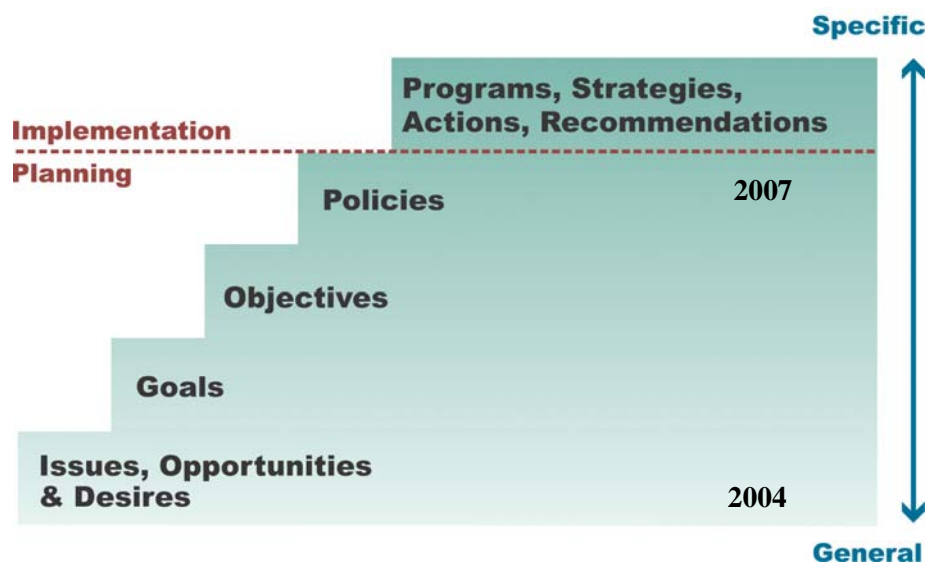 Specific
Programs, Strategies,
Actions, Recommendations
Implementation
Planning
Policies
2007
Objectives
Goals
Issues, Opportunities
& Desires
2004
General